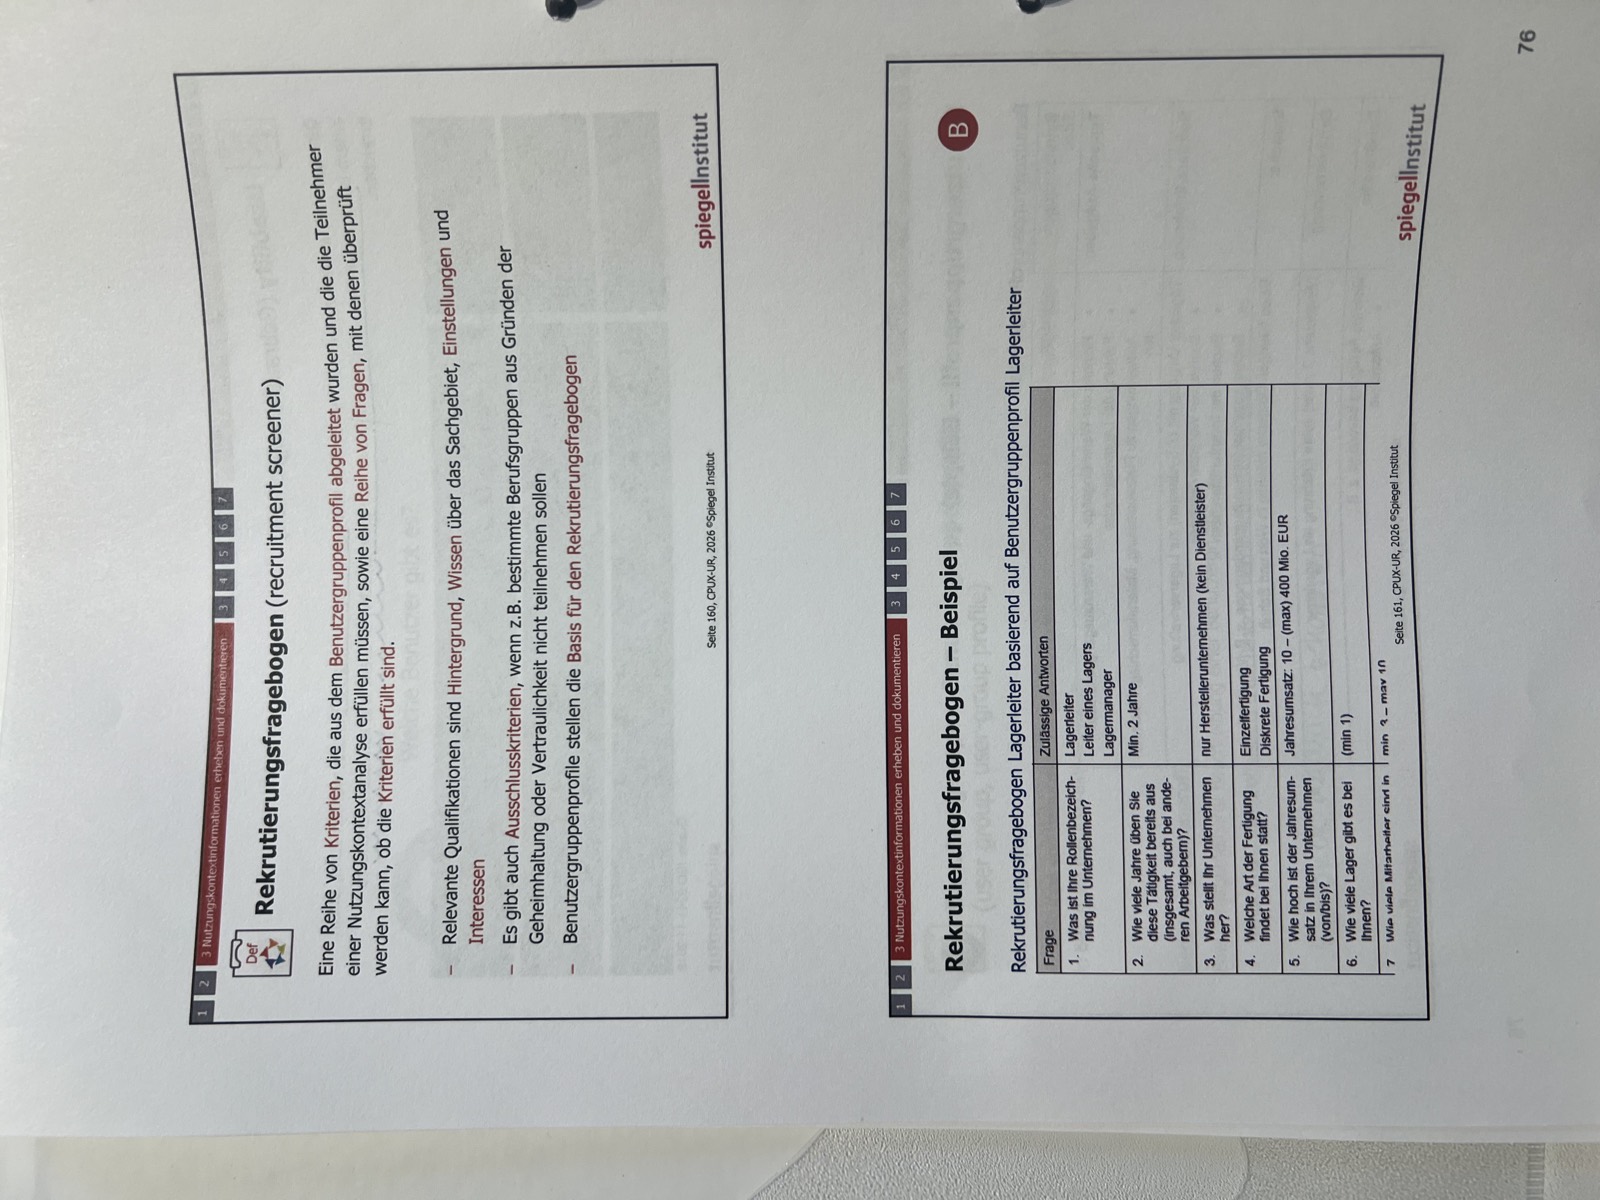 1 2 3 Nutzungskontextinformationen erheben und dokumentieren 3 4 5 6 7
Def
Rekrutierungsfragebogen (recruitment screener)
Eine Reihe von Kriterien, die aus dem Benutzergruppenprofil abgeleitet wurden und die die Teilnehmer
einer Nutzungskontextanalyse erfüllen müssen, sowie eine Reihe von Fragen, mit denen überprüft
werden kann, ob die Kriterien erfüllt sind.
– Relevante Qualifikationen sind Hintergrund, Wissen über das Sachgebiet, Einstellungen und
Interessen
– Es gibt auch Ausschlusskriterien, wenn z.B. bestimmte Berufsgruppen aus Gründen der
Geheimhaltung oder Vertraulichkeit nicht teilnehmen sollen
– Benutzergruppenprofile stellen die Basis für den Rekrutierungsfragebogen
Seite 160, CPUX-UR, 2026 ©Spiegel Institut
spiegelInstitut
1 2 3 Nutzungskontextinformationen erheben und dokumentieren 3 4 5 6 7
Rekrutierungsfragebogen – Beispiel
B
Rekrutierungsfragebogen Lagerleiter basierend auf Benutzergruppenprofil Lagerleiter
Frage
Zulässige Antworten
1. Was ist Ihre Rollenbezeich-
nung im Unternehmen?
Lagerleiter
Leiter eines Lagers
Lagermanager
2. Wie viele Jahre üben Sie
diese Tätigkeit bereits aus
(insgesamt, auch bei ande-
ren Arbeitgebern)?
Min. 2 Jahre
3. Was stellt Ihr Unternehmen
her?
nur Herstellerunternehmen (kein Dienstleister)
4. Welche Art der Fertigung
findet bei Ihnen statt?
Einzelfertigung
Diskrete Fertigung
5. Wie hoch ist der Jahresum-
satz in Ihrem Unternehmen
(von/bis)?
Jahresumsatz: 10 – (max) 400 Mio. EUR
6. Wie viele Lager gibt es bei
Ihnen?
(min 1)
7 Wie viele Mitarbeiter sind in
min. 3 – max 10
Seite 161, CPUX-UR, 2026 ©Spiegel Institut
spiegelInstitut
76